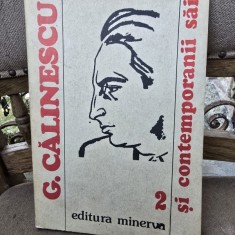 G. CĂLINESCU
și contemporanii săi
2
editura minerva